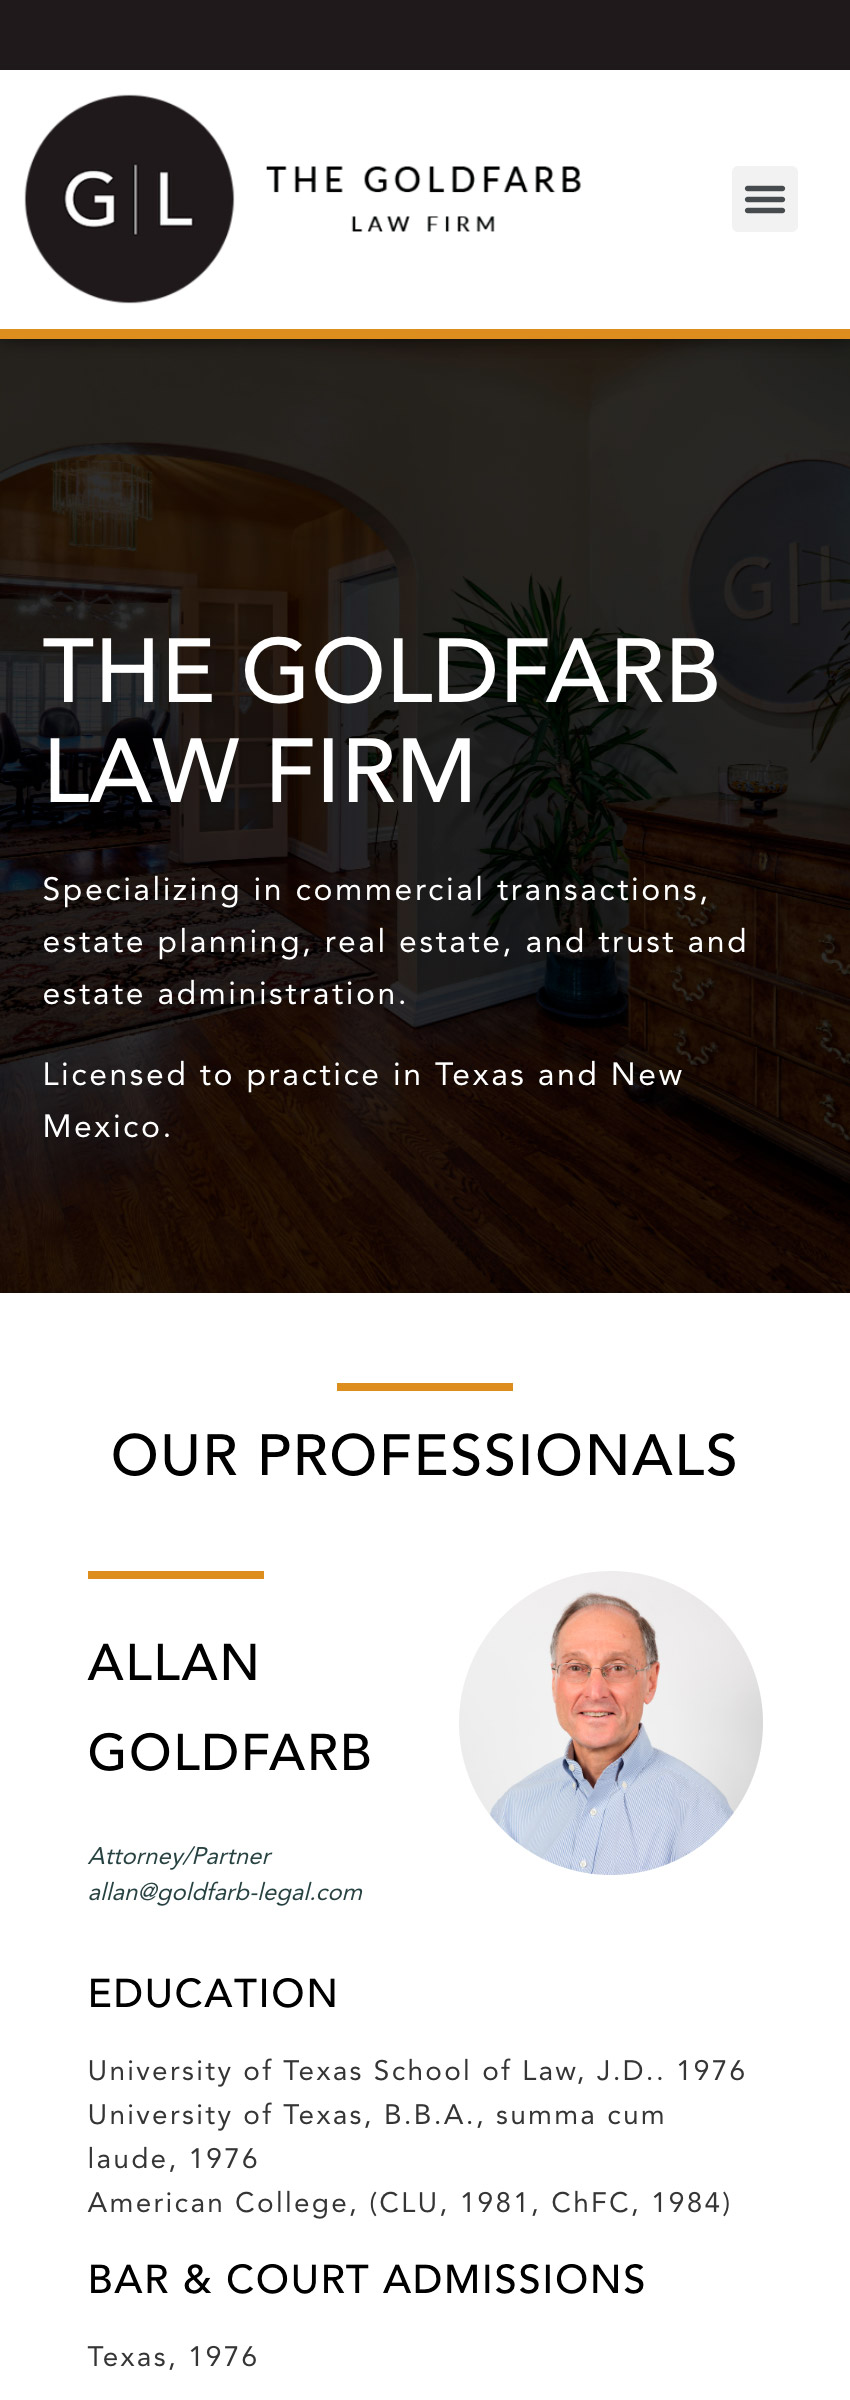 G|L
THE GOLDFARB
LAW FIRM
G|L
THE GOLDFARB
LAW FIRM
Specializing in commercial transactions,
estate planning, real estate, and trust and
estate administration.
Licensed to practice in Texas and New
Mexico.
OUR PROFESSIONALS
ALLAN
GOLDFARB
Attorney/Partner
allan@goldfarb-legal.com
EDUCATION
University of Texas School of Law, J.D.. 1976
University of Texas, B.B.A., summa cum
laude, 1976
American College, (CLU, 1981, ChFC, 1984)
BAR & COURT ADMISSIONS
Texas, 1976